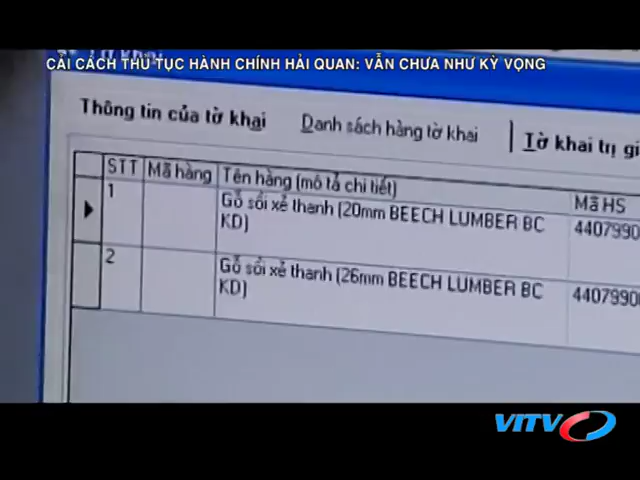 CẢI CÁCH THỦ TỤC HÀNH CHÍNH HẢI QUAN: VẪN CHƯA NHƯ KỲ VỌNG
Thông tin của tờ khai Danh sách hàng tờ khai Tờ khai trị gi
STT Mã hàng Tên hàng (mô tả chi tiết) Mã HS
1 Gỗ sồi xẻ thanh (20mm BEECH LUMBER BC 4407990
KD)
2 Gỗ sồi xẻ thanh (26mm BEECH LUMBER BC 4407990
KD)
VITV